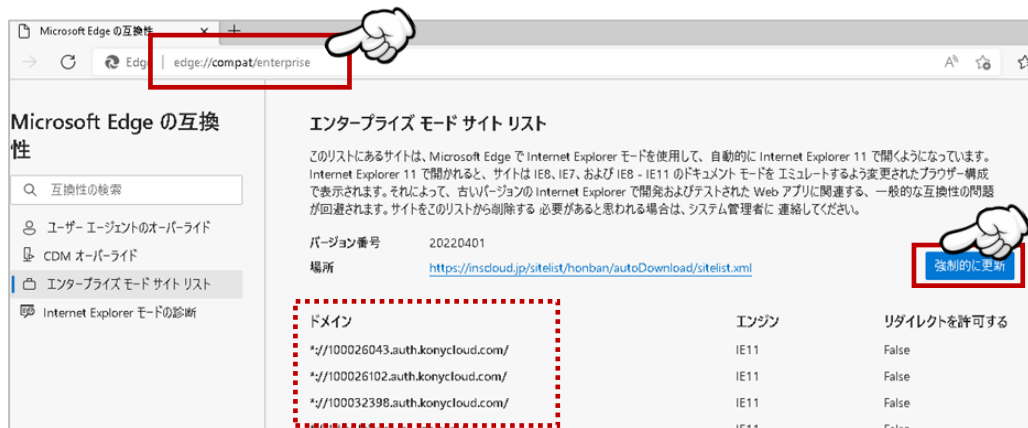 Microsoft Edge の互換性
Edge
edge://compat/enterprise
Microsoft Edge の互換
性
互換性の検索
ユーザー エージェントのオーバーライド
CDM オーバーライド
エンタープライズ モード サイト リスト
Internet Explorer モードの診断
エンタープライズ モード サイト リスト
このリストにあるサイトは、Microsoft Edge で Internet Explorer モードを使用して、自動的に Internet Explorer 11 で開くようになっています。
Internet Explorer 11 で開かれると、サイトは IE8、IE7、および IE8 - IE11 のドキュメント モードを エミュレートするよう変更されたブラウザー構成
で表示されます。それによって、古いバージョンの Internet Explorer で開発およびテストされた Web アプリに関連する、一般的な互換性の問題
が回避されます。サイトをこのリストから削除する 必要があると思われる場合は、システム管理者に 連絡してください。
バージョン番号 20220401
場所 https://inscloud.jp/sitelist/honban/autoDownload/sitelist.xml
強制的に更新
ドメイン エンジン リダイレクトを許可する
*://100026043.auth.konycloud.com/ IE11 False
*://100026102.auth.konycloud.com/ IE11 False
*://100032398.auth.konycloud.com/ IE11 False
IE11 False